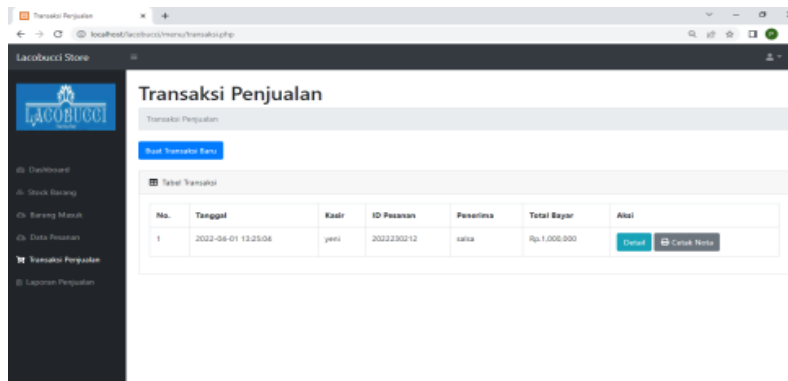 Transaksi Penjualan
localhost/lacobucci/menu/transaksi.php
Lacobucci Store
LACOBUCCI
Transaksi Penjualan
Transaksi Penjualan
Buat Transaksi Baru
Dashboard
Stock Barang
Barang Masuk
Data Pesanan
Transaksi Penjualan
Laporan Penjualan
Tabel Transaksi
No. Tanggal Kasir ID Pesanan Penerima Total Bayar Aksi
1 2022-04-01 13:25:04 yeni 2022230212 salsa Rp.1,000,000 Detail Cetak Nota